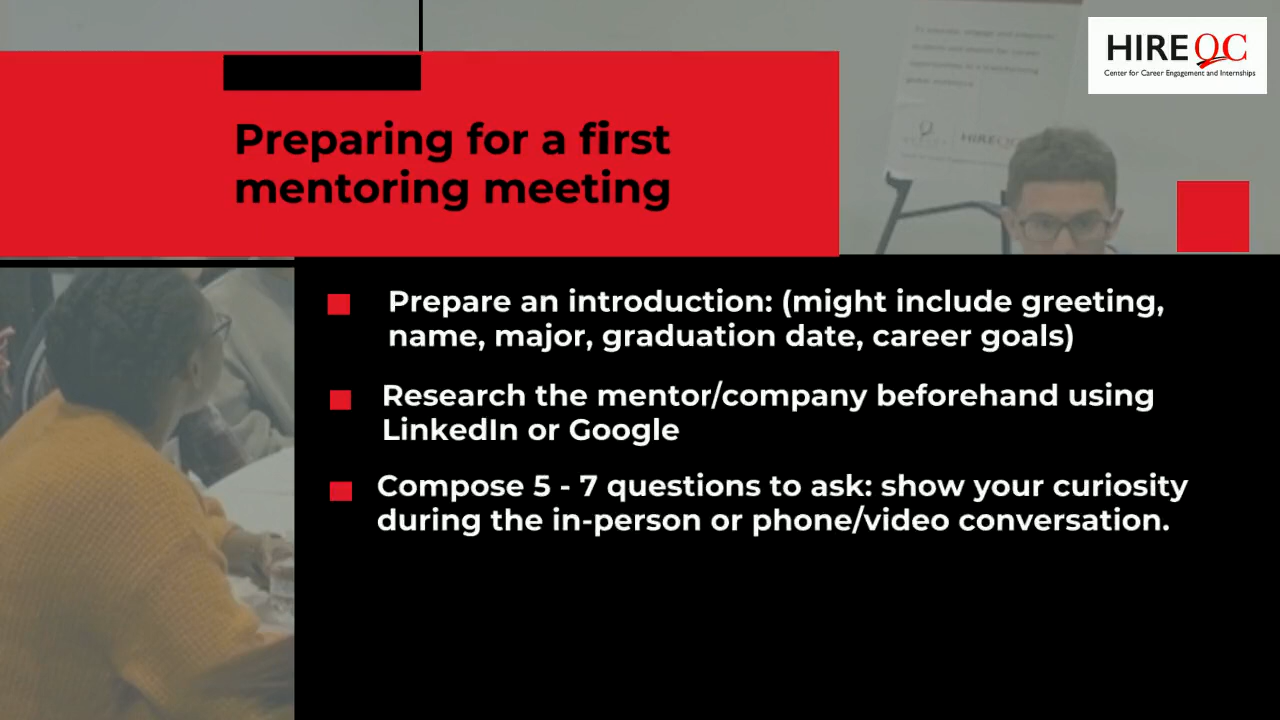 HIREQC
Center for Career Engagement and Internships
Preparing for a first
mentoring meeting
HIREQC
Prepare an introduction: (might include greeting,
name, major, graduation date, career goals)
Research the mentor/company beforehand using
LinkedIn or Google
Compose 5 - 7 questions to ask: show your curiosity
during the in-person or phone/video conversation.